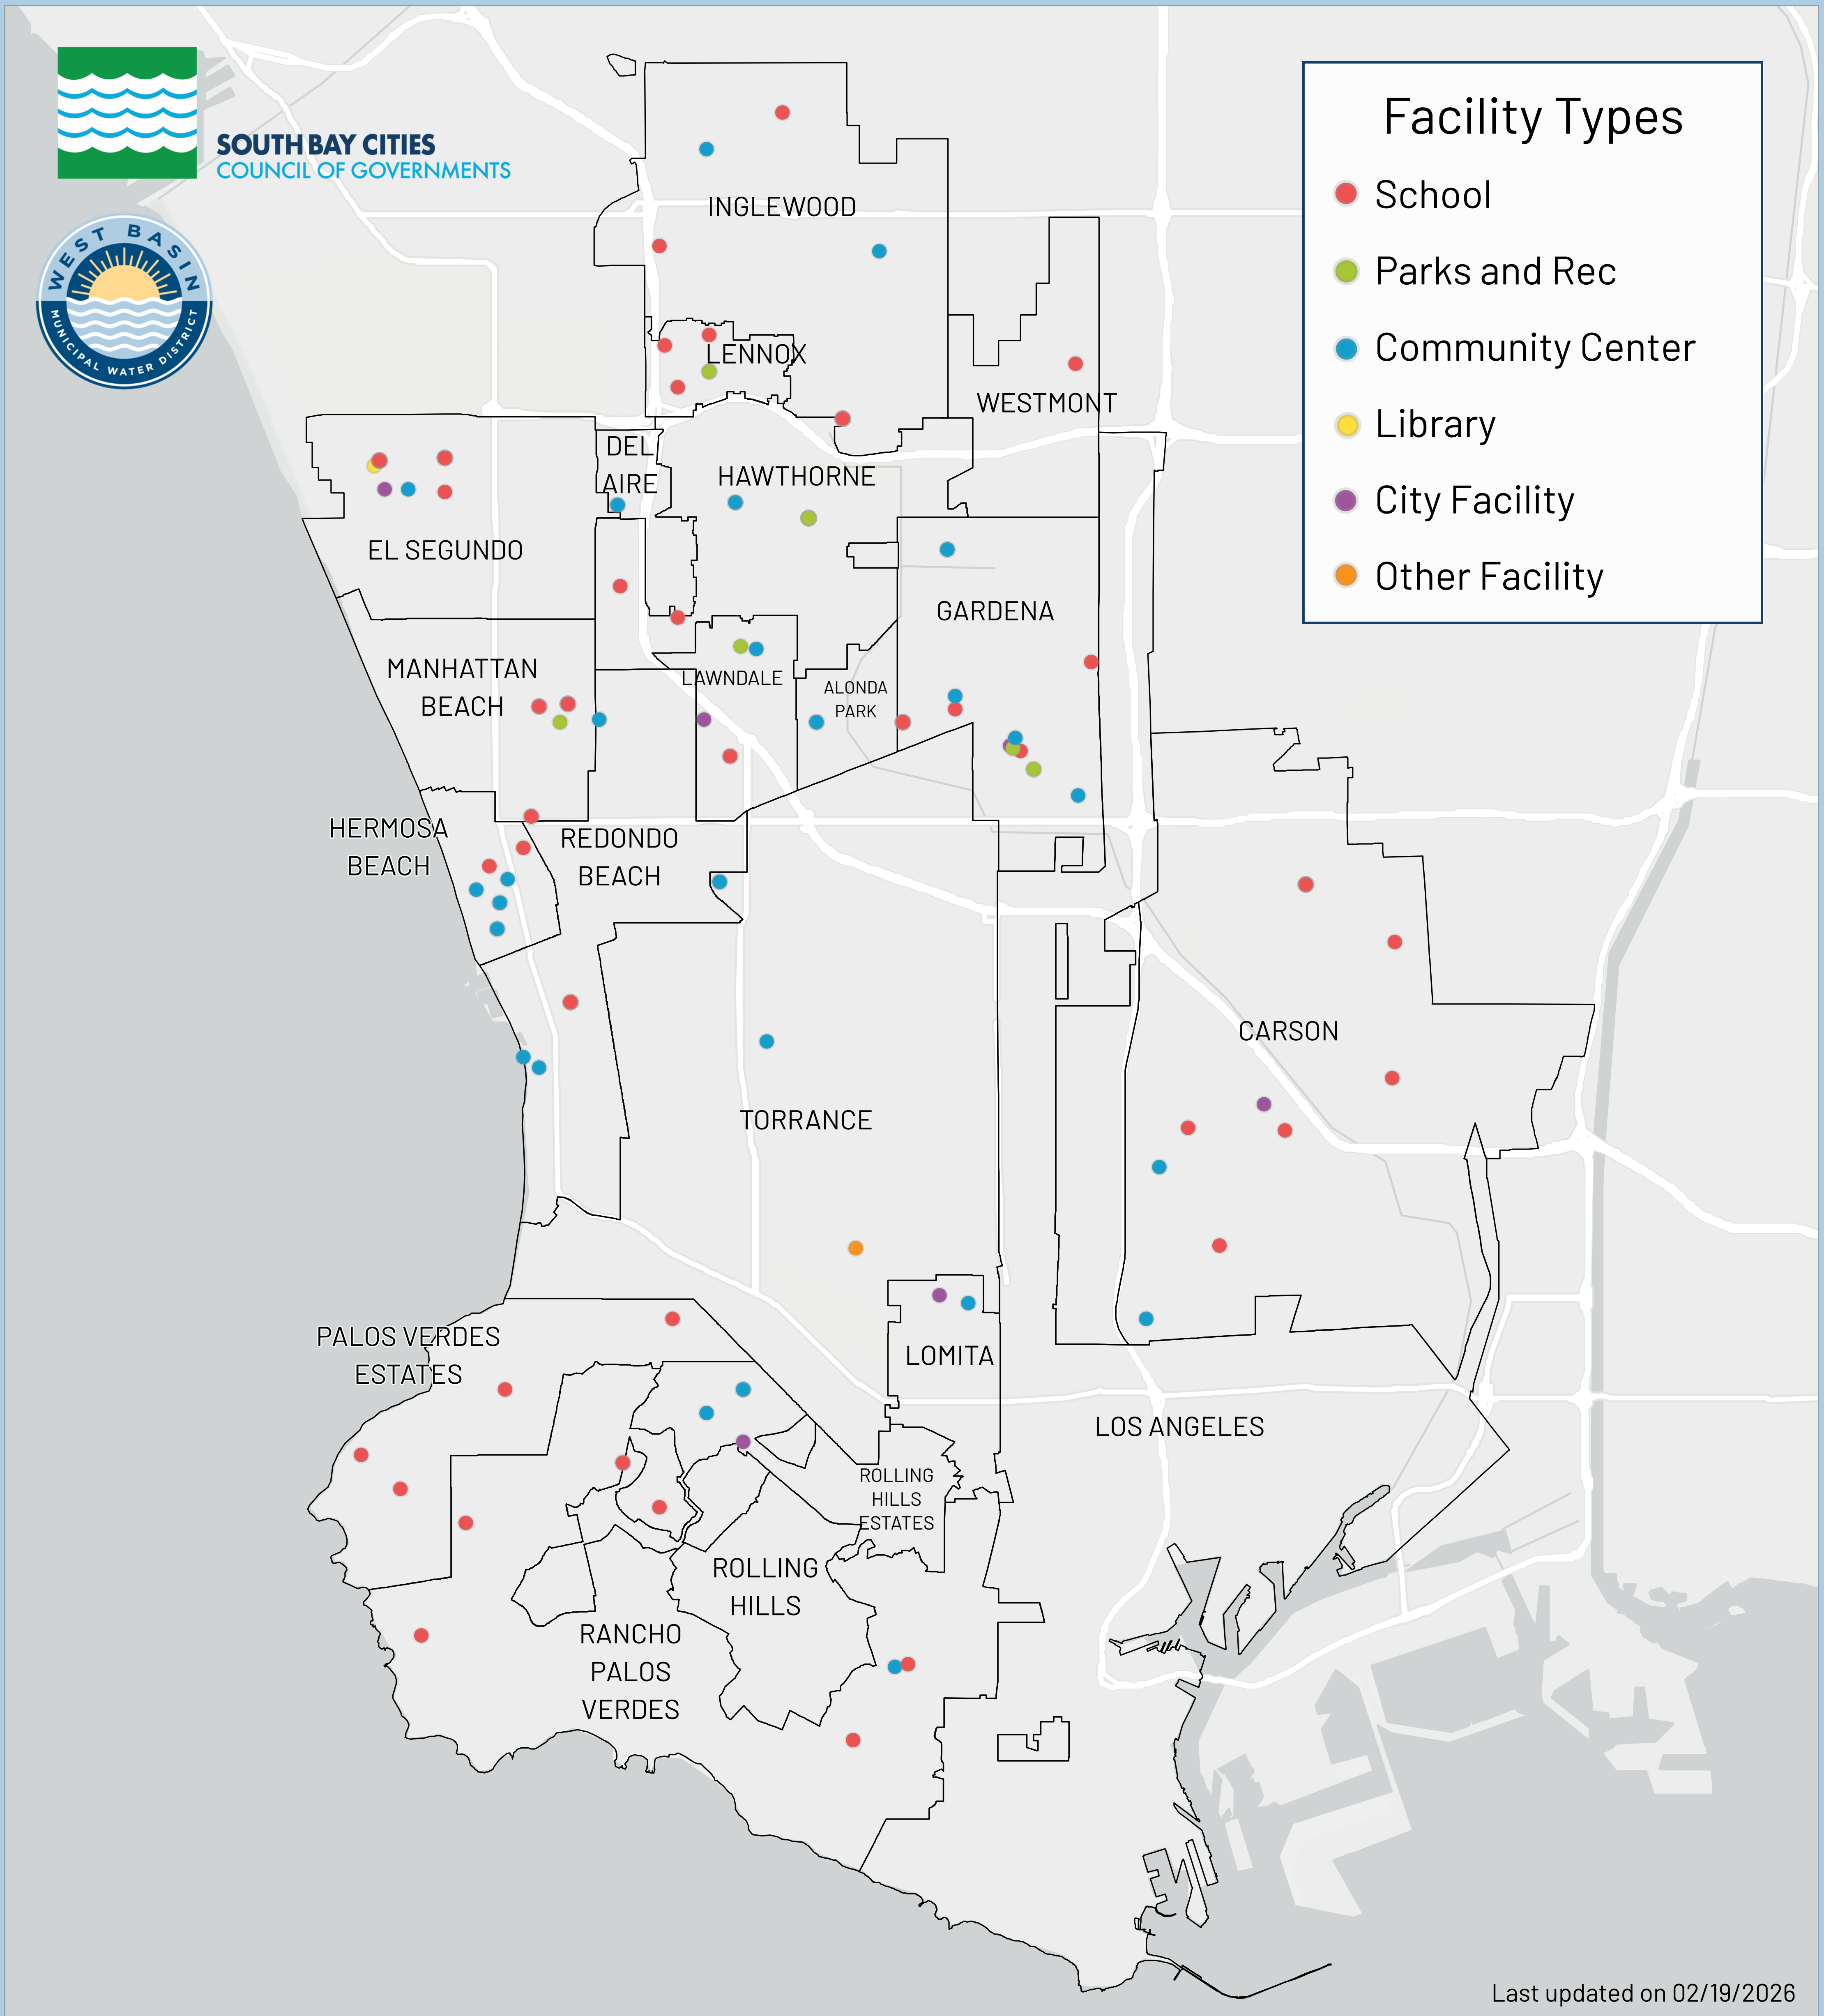 SOUTH BAY CITIES
COUNCIL OF GOVERNMENTS
WEST BASIN
MUNICIPAL WATER DISTRICT
Facility Types
School
Parks and Rec
Community Center
Library
City Facility
Other Facility
INGLEWOOD
LENNOX
WESTMONT
DEL
AIRE
HAWTHORNE
EL SEGUNDO
GARDENA
MANHATTAN
BEACH
LAWNDALE
ALONDA
PARK
HERMOSA
BEACH
REDONDO
BEACH
CARSON
TORRANCE
PALOS VERDES
ESTATES
LOMITA
LOS ANGELES
ROLLING
HILLS
ESTATES
ROLLING
HILLS
RANCHO
PALOS
VERDES
Last updated on 02/19/2026